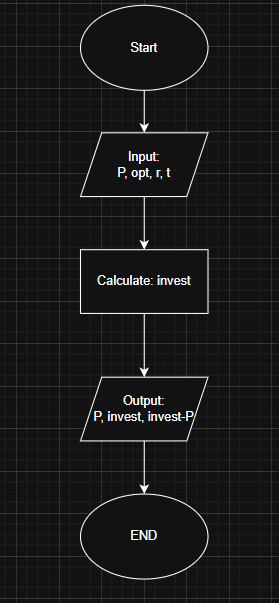 Start
Input:
P, opt, r, t
Calculate: invest
Output:
P, invest, invest-P
END